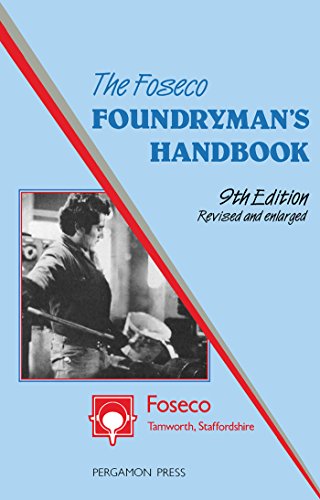 The Foseco
FOUNDRYMAN'S
HANDBOOK
9th Edition
Revised and enlarged
Foseco
Tamworth, Staffordshire
PERGAMON PRESS